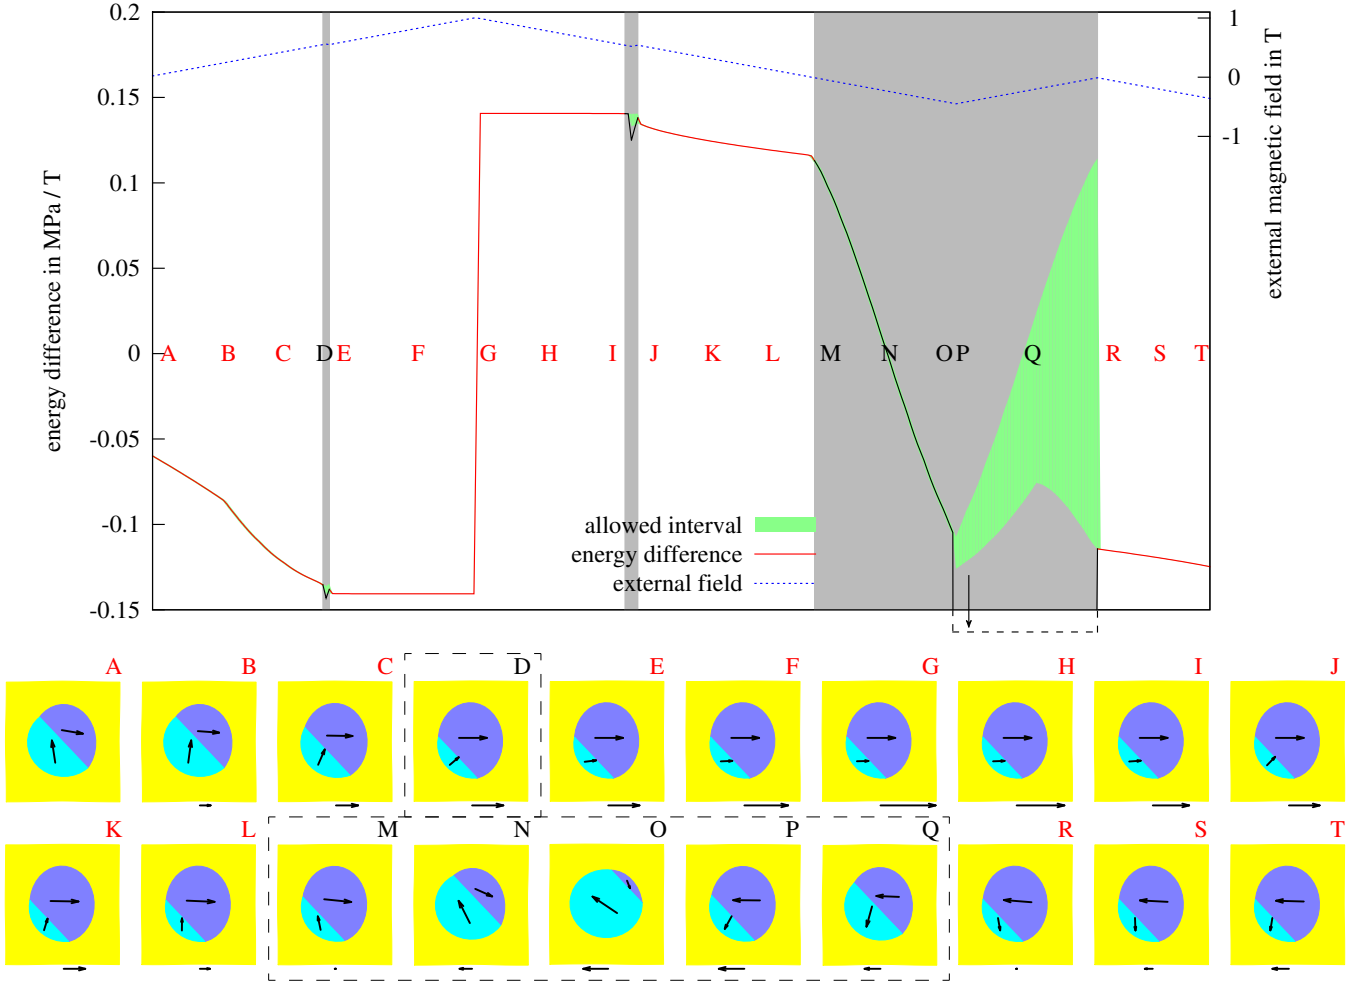 0.2
0.15
0.1
0.05
0
-0.05
-0.1
-0.15
energy difference in MPa / T
1
0
-1
external magnetic field in T
A B C D E F G H I J K L M N O P Q R S T
allowed interval
energy difference
external field
A B C D E F G H I J
K L M N O P Q R S T